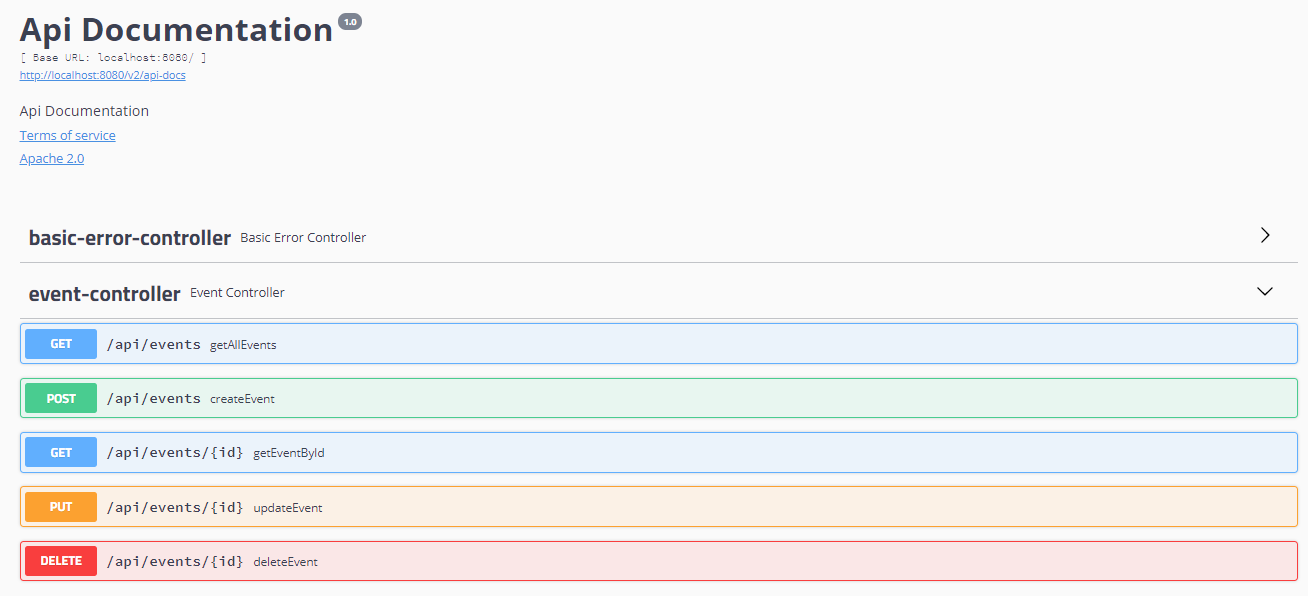 Api Documentation 1.0
[ Base URL: localhost:8080/ ]
http://localhost:8080/v2/api-docs
Api Documentation
Terms of service
Apache 2.0
basic-error-controller Basic Error Controller
event-controller Event Controller
GET /api/events getAllEvents
POST /api/events createEvent
GET /api/events/{id} getEventById
PUT /api/events/{id} updateEvent
DELETE /api/events/{id} deleteEvent